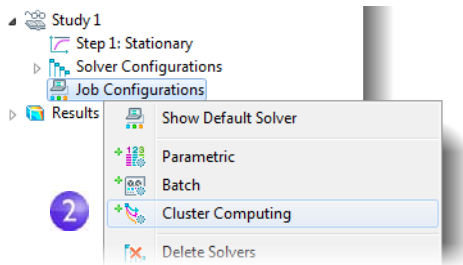 Study 1
Step 1: Stationary
Solver Configurations
Job Configurations
Results
Show Default Solver
Parametric
Batch
2
Cluster Computing
Delete Solvers